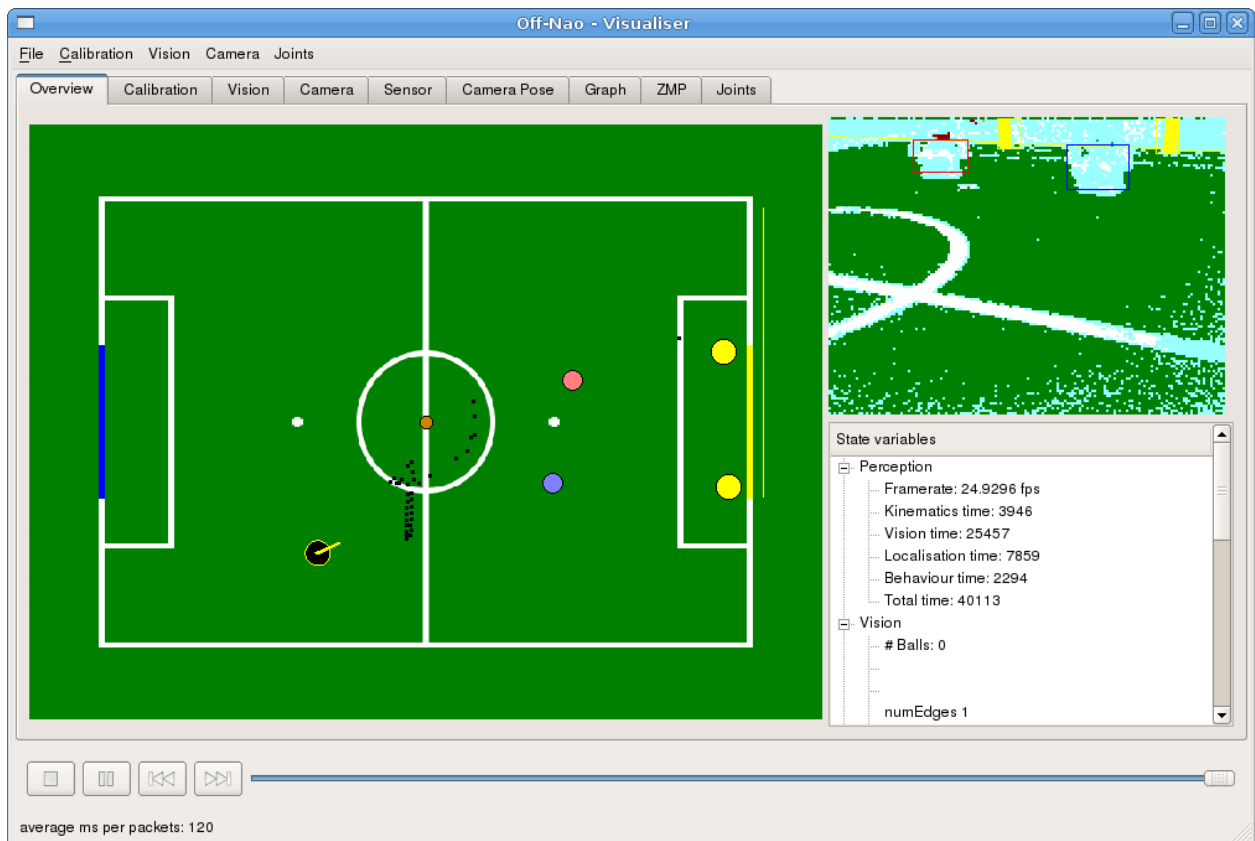 Off-Nao - Visualiser
File Calibration Vision Camera Joints
Overview Calibration Vision Camera Sensor Camera Pose Graph ZMP Joints
State variables
Perception
Framerate: 24.9296 fps
Kinematics time: 3946
Vision time: 25457
Localisation time: 7859
Behaviour time: 2294
Total time: 40113
Vision
# Balls: 0
numEdges 1
average ms per packets: 120